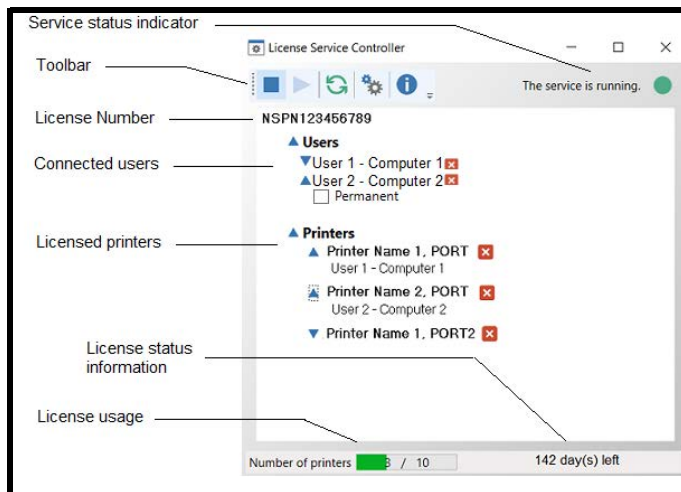 Service status indicator
License Service Controller
Toolbar
The service is running.
License Number
NSPN123456789
Users
Connected users
User 1 - Computer 1
User 2 - Computer 2
Permanent
Licensed printers
Printers
Printer Name 1, PORT
User 1 - Computer 1
Printer Name 2, PORT
User 2 - Computer 2
Printer Name 1, PORT2
License status
information
License usage
Number of printers 3 / 10
142 day(s) left